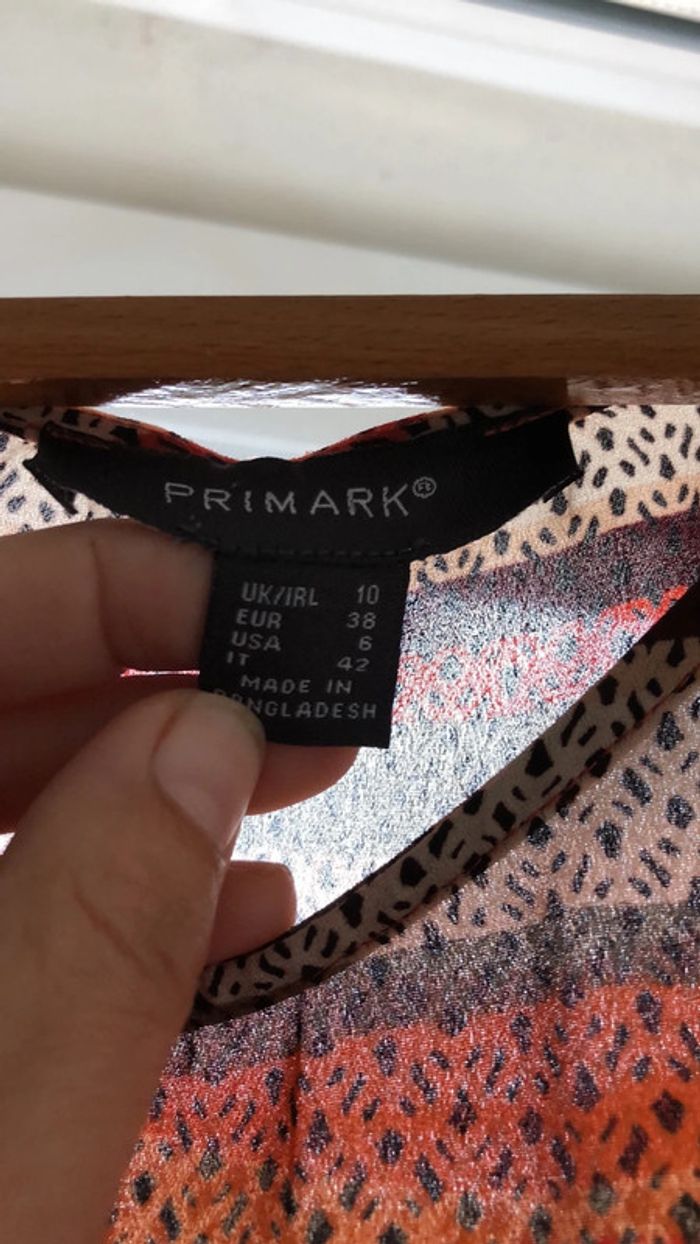 PRIMARK®
UK/IRL 10
EUR 38
USA 6
IT 42
MADE IN
BANGLADESH